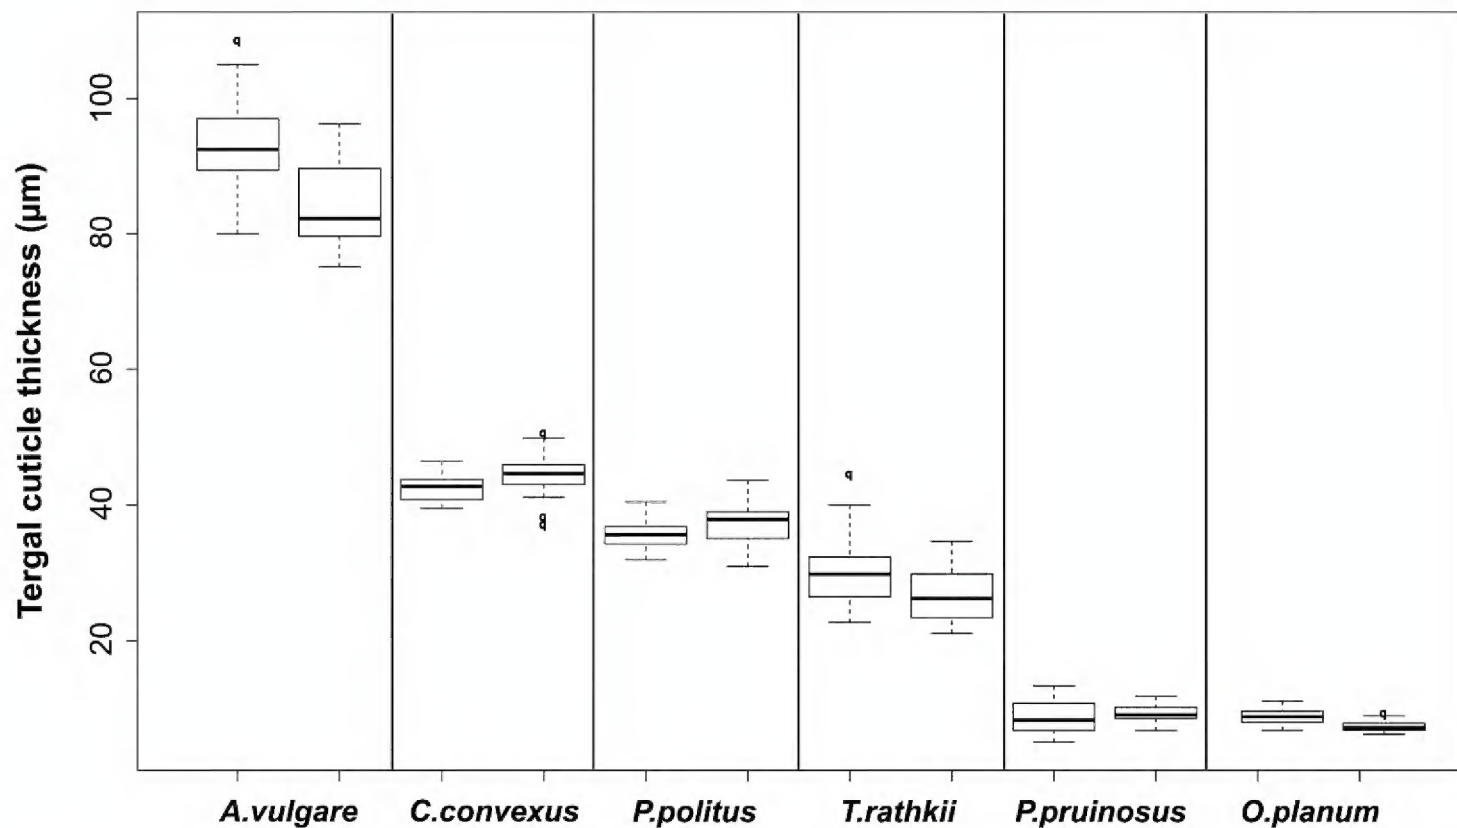 Tergal cuticle thickness (µm)
100
80
60
40
20
q
q
q
q
q
q
A.vulgare C.convexus P.politus T.rathkii P.pruinosus O.planum